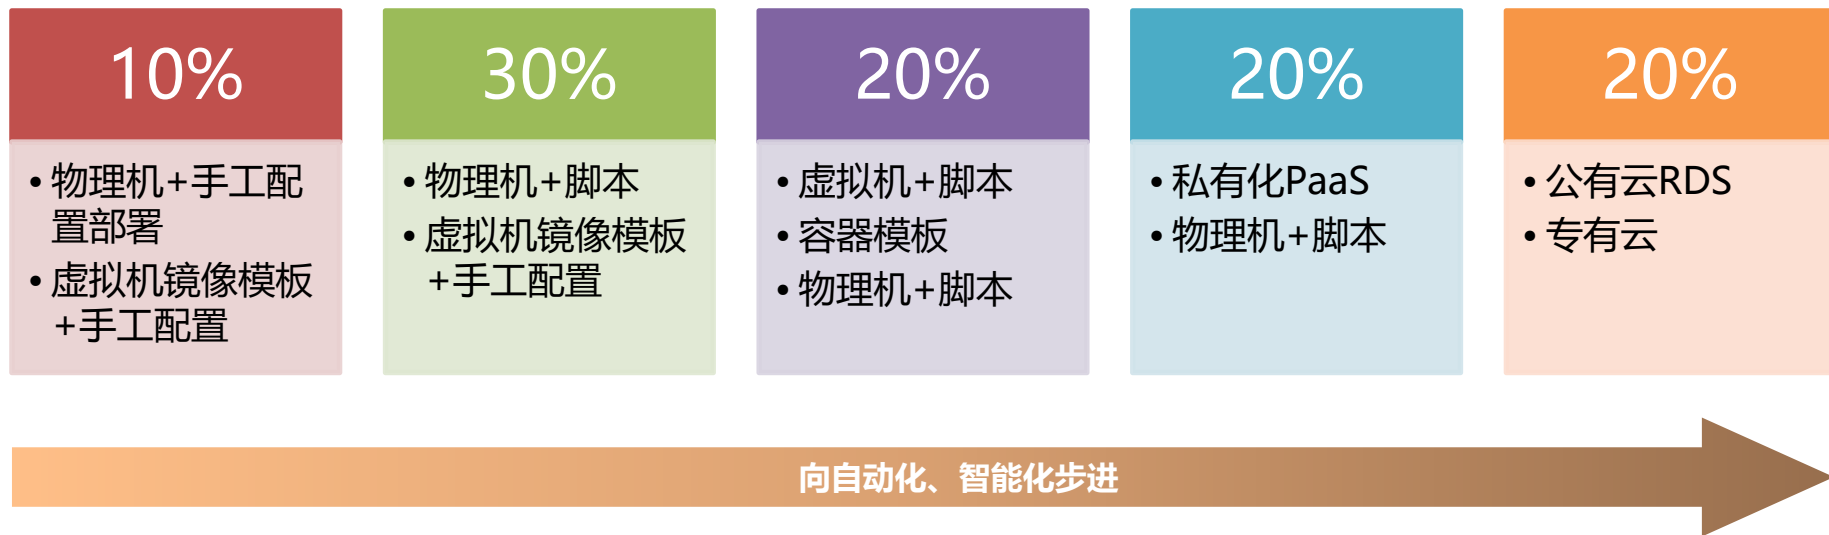 10%
• 物理机+手工配
置部署
• 虚拟机镜像模板
+手工配置
30%
• 物理机+脚本
• 虚拟机镜像模板
+手工配置
20%
• 虚拟机+脚本
• 容器模板
• 物理机+脚本
20%
• 私有化PaaS
• 物理机+脚本
20%
• 公有云RDS
• 专有云
向自动化、智能化步进